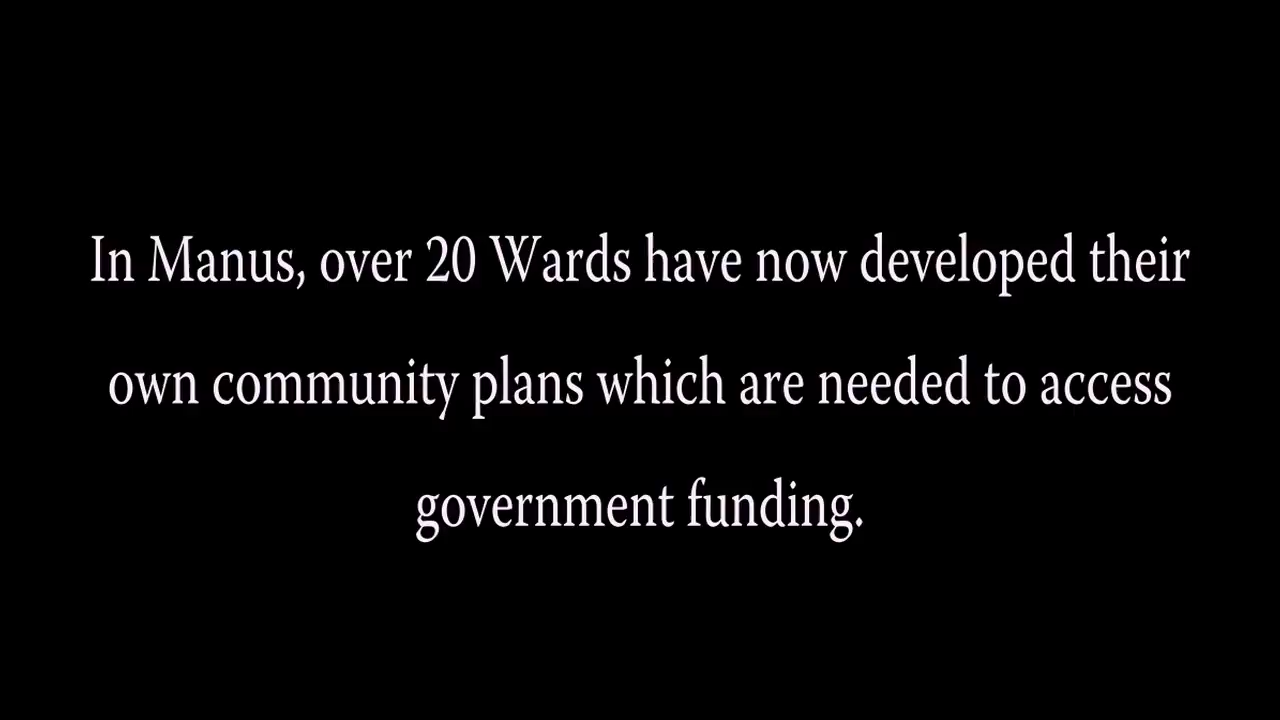 In Manus, over 20 Wards have now developed their
own community plans which are needed to access
government funding.